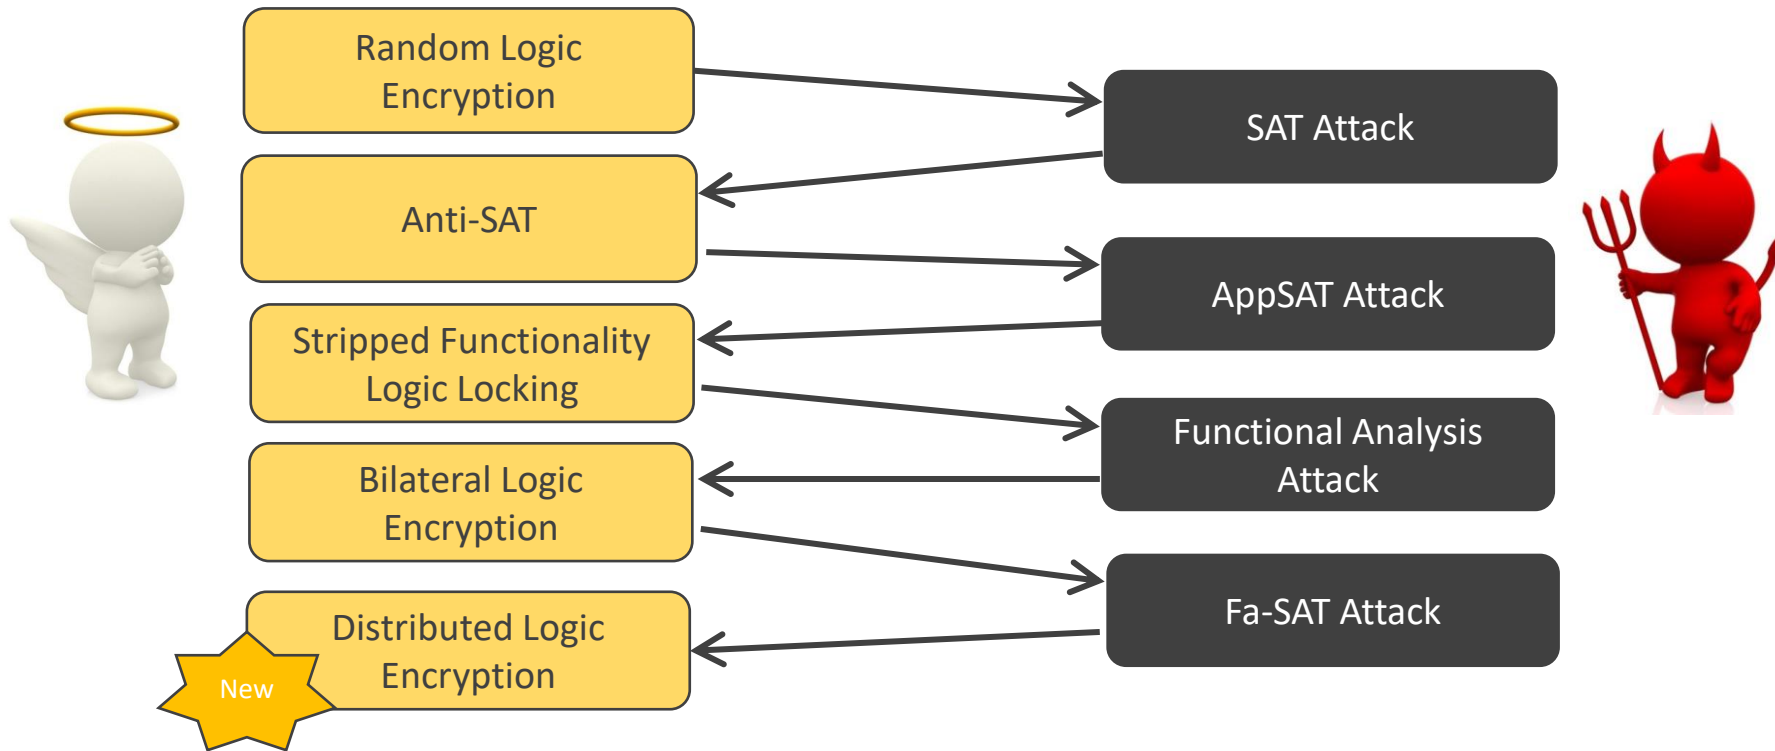 Random Logic
Encryption
SAT Attack
Anti-SAT
AppSAT Attack
Stripped Functionality
Logic Locking
Functional Analysis
Attack
Bilateral Logic
Encryption
Fa-SAT Attack
Distributed Logic
Encryption
New